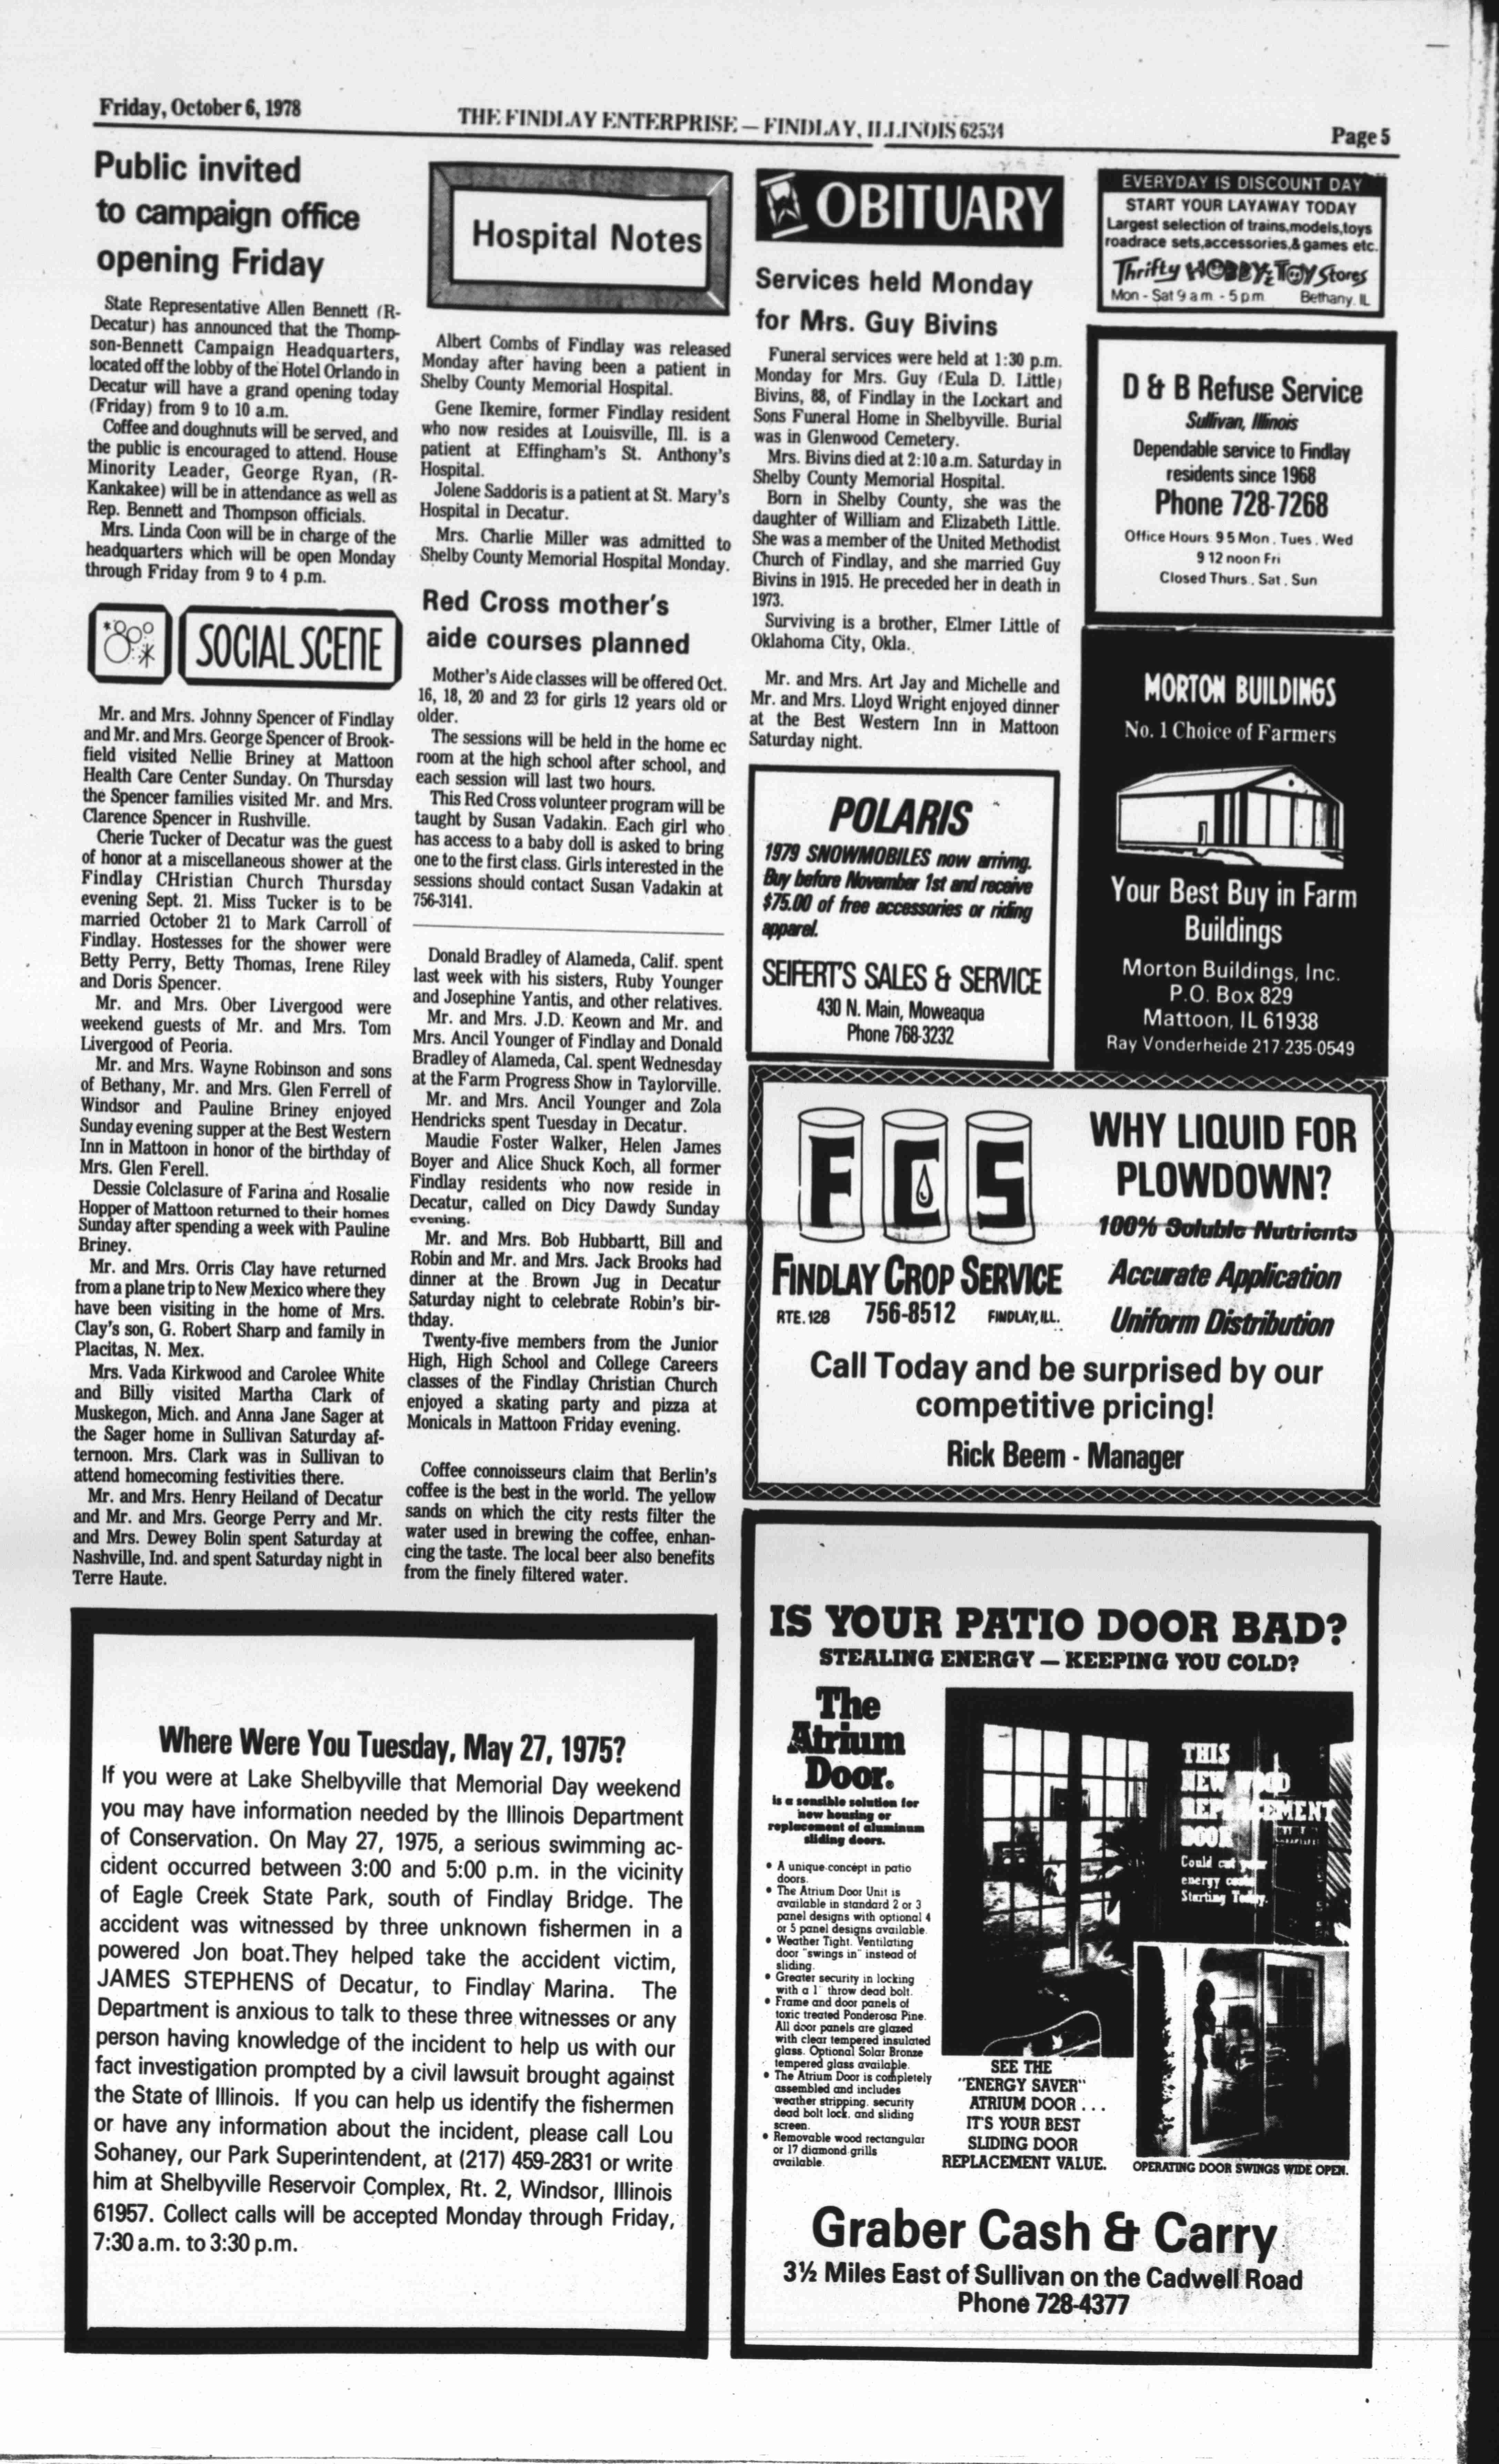 Friday, October 6, 1978
THE FINDLAY ENTERPRISE — FINDLAY, ILLINOIS 62534
Page 5
Public invited
to campaign office
opening Friday
State Representative Allen Bennett (R-
Decatur) has announced that the Thomp-
son-Bennett Campaign Headquarters,
located off the lobby of the Hotel Orlando in
Decatur will have a grand opening today
(Friday) from 9 to 10 a.m.
Coffee and doughnuts will be served, and
the public is encouraged to attend. House
Minority Leader, George Ryan, (R-
Kankakee) will be in attendance as well as
Rep. Bennett and Thompson officials.
Mrs. Linda Coon will be in charge of the
headquarters which will be open Monday
through Friday from 9 to 4 p.m.
SOCIAL SCENE
Mr. and Mrs. Johnny Spencer of Findlay
and Mr. and Mrs. George Spencer of Brook-
field visited Nellie Briney at Mattoon
Health Care Center Sunday. On Thursday
the Spencer families visited Mr. and Mrs.
Clarence Spencer in Rushville.
Cherie Tucker of Decatur was the guest
of honor at a miscellaneous shower at the
Findlay CHristian Church Thursday
evening Sept. 21. Miss Tucker is to be
married October 21 to Mark Carroll of
Findlay. Hostesses for the shower were
Betty Perry, Betty Thomas, Irene Riley
and Doris Spencer.
Mr. and Mrs. Ober Livergood were
weekend guests of Mr. and Mrs. Tom
Livergood of Peoria.
Mr. and Mrs. Wayne Robinson and sons
of Bethany, Mr. and Mrs. Glen Ferrell of
Windsor and Pauline Briney enjoyed
Sunday evening supper at the Best Western
Inn in Mattoon in honor of the birthday of
Mrs. Glen Ferell.
Dessie Colclasure of Farina and Rosalie
Hopper of Mattoon returned to their homes
Sunday after spending a week with Pauline
Briney.
Mr. and Mrs. Orris Clay have returned
from a plane trip to New Mexico where they
have been visiting in the home of Mrs.
Clay's son, G. Robert Sharp and family in
Placitas, N. Mex.
Mrs. Vada Kirkwood and Carolee White
and Billy visited Martha Clark of
Muskegon, Mich. and Anna Jane Sager at
the Sager home in Sullivan Saturday af-
ternoon. Mrs. Clark was in Sullivan to
attend homecoming festivities there.
Mr. and Mrs. Henry Heiland of Decatur
and Mr. and Mrs. George Perry and Mr.
and Mrs. Dewey Bolin spent Saturday at
Nashville, Ind. and spent Saturday night in
Terre Haute.
Hospital Notes
Albert Combs of Findlay was released
Monday after having been a patient in
Shelby County Memorial Hospital.
Gene Ikemire, former Findlay resident
who now resides at Louisville, Ill. is a
patient at Effingham's St. Anthony's
Hospital.
Jolene Saddoris is a patient at St. Mary's
Hospital in Decatur.
Mrs. Charlie Miller was admitted to
Shelby County Memorial Hospital Monday.
Red Cross mother's
aide courses planned
Mother's Aide classes will be offered Oct.
16, 18, 20 and 23 for girls 12 years old or
older.
The sessions will be held in the home ec
room at the high school after school, and
each session will last two hours.
This Red Cross volunteer program will be
taught by Susan Vadakin. Each girl who
has access to a baby doll is asked to bring
one to the first class. Girls interested in the
sessions should contact Susan Vadakin at
756-3141.
Donald Bradley of Alameda, Calif. spent
last week with his sisters, Ruby Younger
and Josephine Yantis, and other relatives.
Mr. and Mrs. J.D. Keown and Mr. and
Mrs. Ancil Younger of Findlay and Donald
Bradley of Alameda, Cal. spent Wednesday
at the Farm Progress Show in Taylorville.
Mr. and Mrs. Ancil Younger and Zola
Hendricks spent Tuesday in Decatur.
Maudie Foster Walker, Helen James
Boyer and Alice Shuck Koch, all former
Findlay residents who now reside in
Decatur, called on Dicy Dawdy Sunday
evening.
Mr. and Mrs. Bob Hubbartt, Bill and
Robin and Mr. and Mrs. Jack Brooks had
dinner at the Brown Jug in Decatur
Saturday night to celebrate Robin's bir-
thday.
Twenty-five members from the Junior
High, High School and College Careers
classes of the Findlay Christian Church
enjoyed a skating party and pizza at
Monicals in Mattoon Friday evening.
Coffee connoisseurs claim that Berlin's
coffee is the best in the world. The yellow
sands on which the city rests filter the
water used in brewing the coffee, enhan-
cing the taste. The local beer also benefits
from the finely filtered water.
OBITUARY
Services held Monday
for Mrs. Guy Bivins
Funeral services were held at 1:30 p.m.
Monday for Mrs. Guy (Eula D. Little)
Bivins, 88, of Findlay in the Lockart and
Sons Funeral Home in Shelbyville. Burial
was in Glenwood Cemetery.
Mrs. Bivins died at 2:10 a.m. Saturday in
Shelby County Memorial Hospital.
Born in Shelby County, she was the
daughter of William and Elizabeth Little.
She was a member of the United Methodist
Church of Findlay, and she married Guy
Bivins in 1915. He preceded her in death in
1973.
Surviving is a brother, Elmer Little of
Oklahoma City, Okla.
Mr. and Mrs. Art Jay and Michelle and
Mr. and Mrs. Lloyd Wright enjoyed dinner
at the Best Western Inn in Mattoon
Saturday night.
POLARIS
1979 SNOWMOBILES now arrivng.
Buy before November 1st and receive
$75.00 of free accessories or riding
apparel.
SEIFERT'S SALES & SERVICE
430 N. Main, Moweaqua
Phone 768-3232
EVERYDAY IS DISCOUNT DAY
START YOUR LAYAWAY TODAY
Largest selection of trains,models,toys
roadrace sets,accessories,& games etc.
Thrifty HOBBY & TOY Stores
Mon - Sat 9 a.m. - 5 p.m. Bethany, IL
D & B Refuse Service
Sullivan, Illinois
Dependable service to Findlay
residents since 1968
Phone 728-7268
Office Hours 9 5 Mon. Tues. Wed
9 12 noon Fri
Closed Thurs. Sat. Sun
MORTON BUILDINGS
No. 1 Choice of Farmers
Your Best Buy in Farm
Buildings
Morton Buildings, Inc.
P.O. Box 829
Mattoon, IL 61938
Ray Vonderheide 217-235-0549
FCS
FINDLAY CROP SERVICE
RTE. 128 756-8512 FINDLAY, ILL.
WHY LIQUID FOR
PLOWDOWN?
100% Soluble Nutrients
Accurate Application
Uniform Distribution
Call Today and be surprised by our
competitive pricing!
Rick Beem - Manager
Where Were You Tuesday, May 27, 1975?
If you were at Lake Shelbyville that Memorial Day weekend
you may have information needed by the Illinois Department
of Conservation. On May 27, 1975, a serious swimming ac-
cident occurred between 3:00 and 5:00 p.m. in the vicinity
of Eagle Creek State Park, south of Findlay Bridge. The
accident was witnessed by three unknown fishermen in a
powered Jon boat.They helped take the accident victim,
JAMES STEPHENS of Decatur, to Findlay Marina. The
Department is anxious to talk to these three witnesses or any
person having knowledge of the incident to help us with our
fact investigation prompted by a civil lawsuit brought against
the State of Illinois. If you can help us identify the fishermen
or have any information about the incident, please call Lou
Sohaney, our Park Superintendent, at (217) 459-2831 or write
him at Shelbyville Reservoir Complex, Rt. 2, Windsor, Illinois
61957. Collect calls will be accepted Monday through Friday,
7:30 a.m. to 3:30 p.m.
IS YOUR PATIO DOOR BAD?
STEALING ENERGY — KEEPING YOU COLD?
The
Atrium
Door.
is a sensible solution for
new housing or
replacement of aluminum
sliding doors.
• A unique concept in patio
doors.
• The Atrium Door Unit is
available in standard 2 or 3
panel designs with optional 4
or 5 panel designs available.
• Weather Tight. Ventilating
door "swings in" instead of
sliding.
• Greater security in locking
with a 1" throw dead bolt.
• Frame and door panels of
toxic treated Ponderosa Pine.
All door panels are glazed
with clear tempered insulated
glass. Optional Solar Bronze
tempered glass available.
• The Atrium Door is completely
assembled and includes
weather stripping, security
dead bolt lock, and sliding
screen.
• Removable wood rectangular
or 17 diamond grills
available.
THIS
NEW WOOD
REPLACEMENT
DOOR
Could cut your
energy costs
Starting Today.
SEE THE
"ENERGY SAVER"
ATRIUM DOOR . . .
IT'S YOUR BEST
SLIDING DOOR
REPLACEMENT VALUE.
OPERATING DOOR SWINGS WIDE OPEN.
Graber Cash & Carry
3½ Miles East of Sullivan on the Cadwell Road
Phone 728-4377